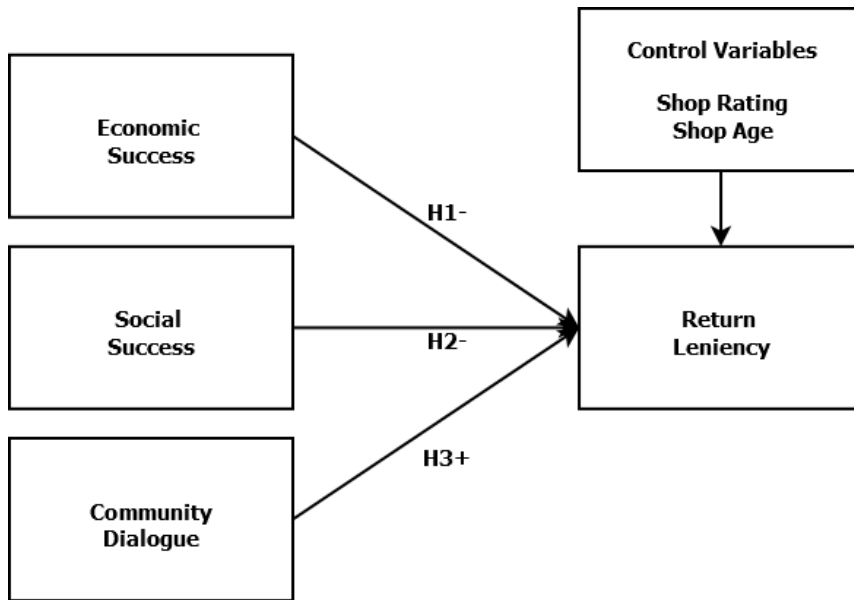 Economic
Success
H1-
Social
Success
H2-
Community
Dialogue
H3+
Control Variables
Shop Rating
Shop Age
Return
Leniency